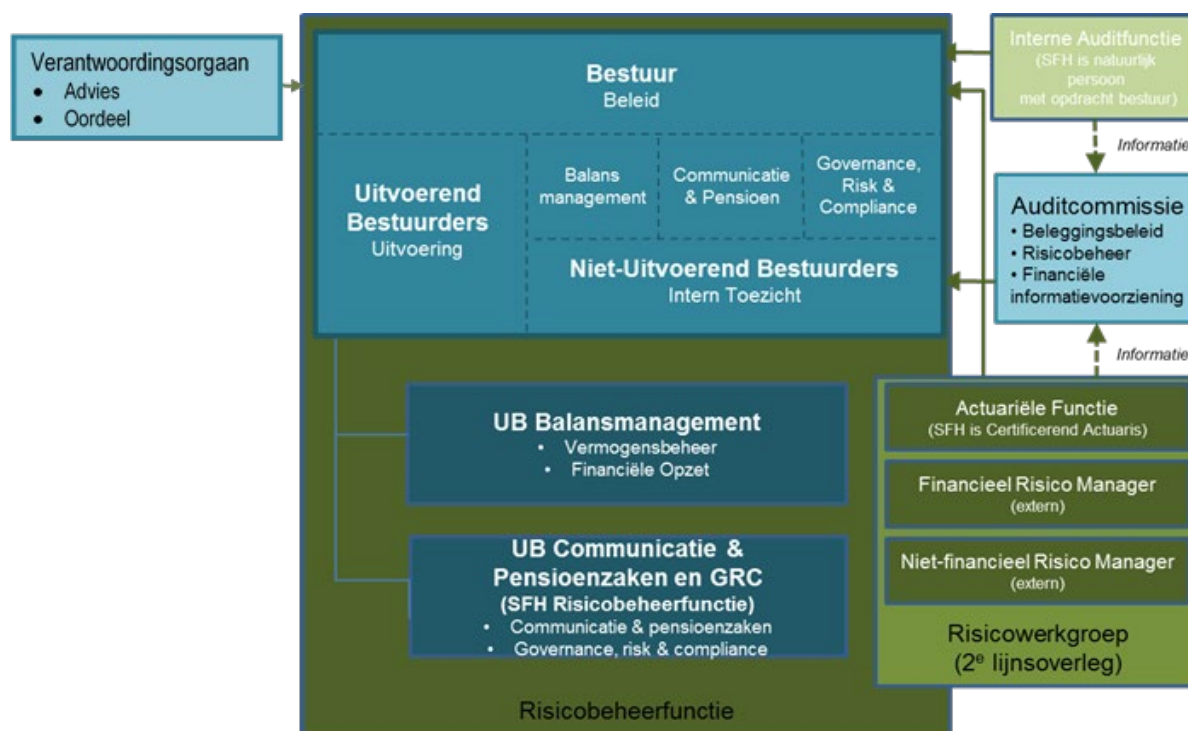 Verantwoordingsorgaan
• Advies
• Oordeel
Bestuur
Beleid
Uitvoerend
Bestuurders
Uitvoering
Balans
management
Communicatie
& Pensioen
Governance,
Risk &
Compliance
Niet-Uitvoerend Bestuurders
Intern Toezicht
UB Balansmanagement
• Vermogensbeheer
• Financiële Opzet
UB Communicatie &
Pensioenzaken en GRC
(SFH Risicobeheerfunctie)
• Communicatie & pensioenzaken
• Governance, risk & compliance
Risicobeheerfunctie
Interne Auditfunctie
(SFH is natuurlijk
persoon
met opdracht bestuur)
Informatie
Auditcommissie
• Beleggingsbeleid
• Risicobeheer
• Financiële
informatievoorziening
Informatie
Actuariële Functie
(SFH is Certificerend Actuaris)
Financieel Risico Manager
(extern)
Niet-financieel Risico Manager
(extern)
Risicowerkgroep
(2e lijnsoverleg)